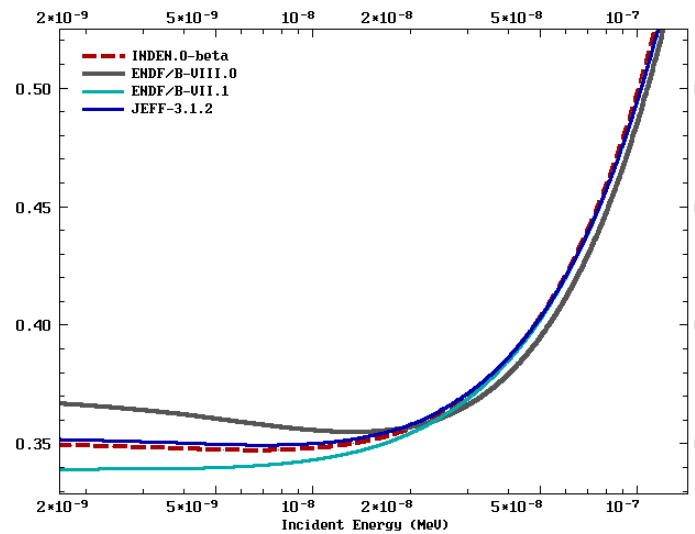 2*10⁻⁹ 5*10⁻⁹ 10⁻⁸ 2*10⁻⁸ 5*10⁻⁸ 10⁻⁷
INDEN.0-beta
ENDF/B-VIII.0
ENDF/B-VII.1
JEFF-3.1.2
0.50
0.45
0.40
0.35
2*10⁻⁹ 5*10⁻⁹ 10⁻⁸ 2*10⁻⁸ 5*10⁻⁸ 10⁻⁷
Incident Energy (MeV)